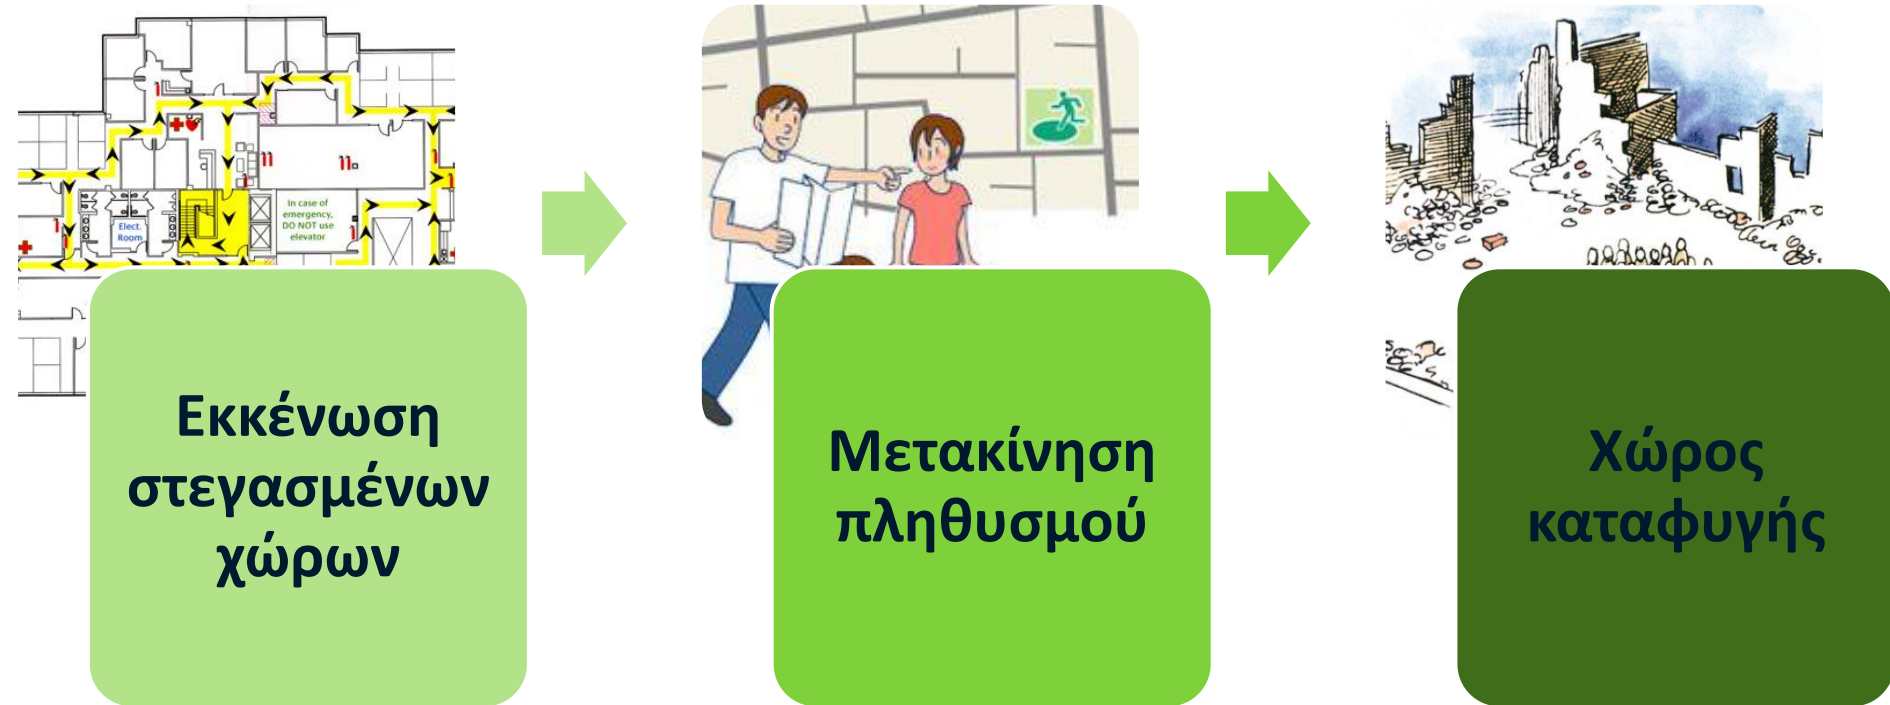 In case of
emergency,
DO NOT use
elevator
Elect.
Room
Εκκένωση
στεγασμένων
χώρων
Μετακίνηση
πληθυσμού
Χώρος
καταφυγής